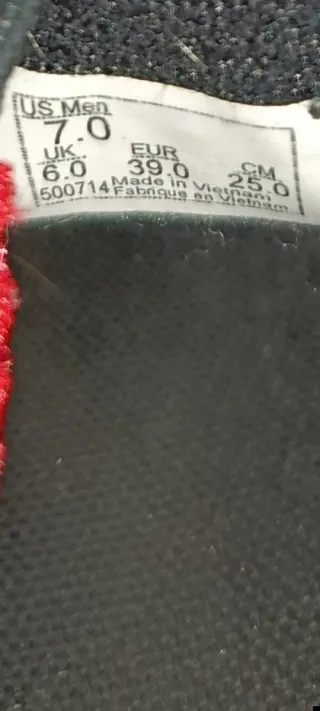 US Men
7.0
UK EUR CM
6.0 39.0 25.0
500714 Made in Vietnam
Fabriqué en Vietnam